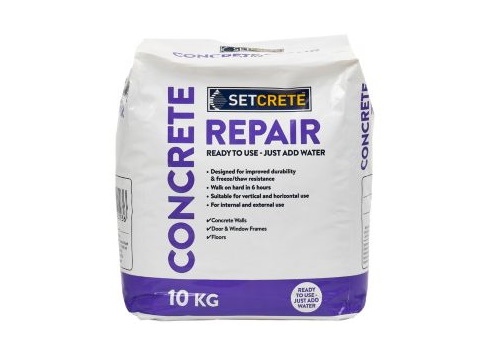 SETCRETE
CONCRETE
REPAIR
READY TO USE - JUST ADD WATER
• Designed for improved durability
& freeze/thaw resistance
• Walk on hard in 6 hours
• Suitable for vertical and horizontal use
• For internal and external use
✓Concrete Walls
✓Door & Window Frames
✓Floors
10 KG
READY
TO USE -
JUST ADD
WATER
CONCRETE